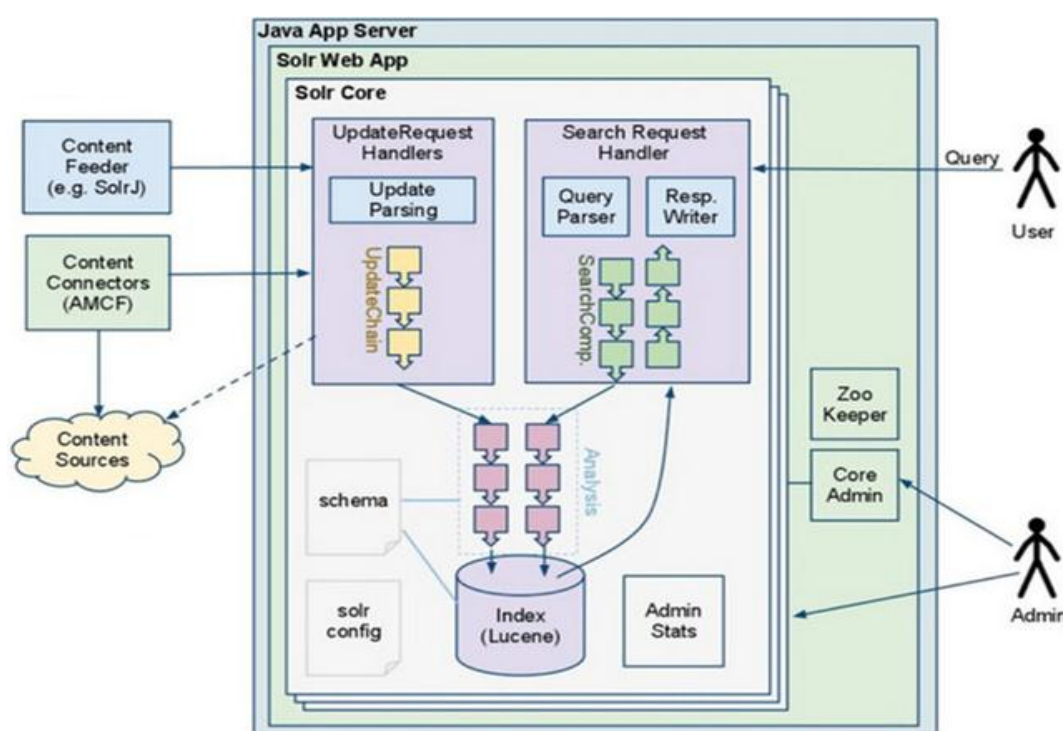 Java App Server
Solr Web App
Solr Core
Content
Feeder
(e.g. SolrJ)
Content
Connectors
(AMCF)
Content
Sources
UpdateRequest
Handlers
Update
Parsing
UpdateChain
Search Request
Handler
Query
Parser
Resp.
Writer
SearchComp.
Query
User
Analysis
schema
solr
config
Index
(Lucene)
Admin
Stats
Zoo
Keeper
Core
Admin
Admin